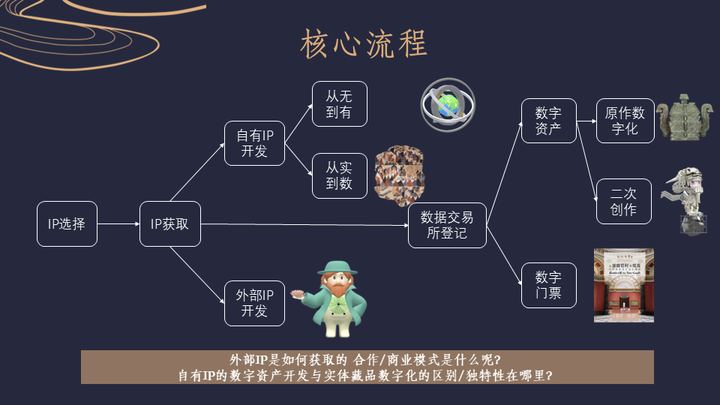 核心流程
从无
到有
自有IP
开发
从实
到数
IP选择
IP获取
外部IP
开发
数据交易
所登记
数字
资产
原作数
字化
二次
创作
数字
门票
外部IP是如何获取的 合作/商业模式是什么呢?
自有IP的数字资产开发与实体藏品数字化的区别/独特性在哪里?